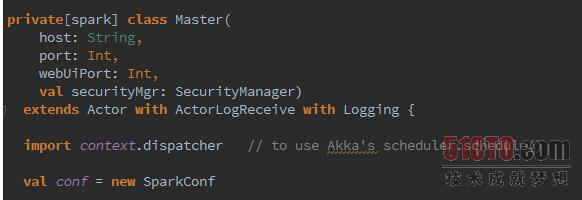 private[spark] class Master(
host: String,
port: Int,
webUiPort: Int,
val securityMgr: SecurityManager)
extends Actor with ActorLogReceive with Logging {
import context.dispatcher // to use Akka's scheduler.schedule()
val conf = new SparkConf
51CTO.com
技术成就梦想